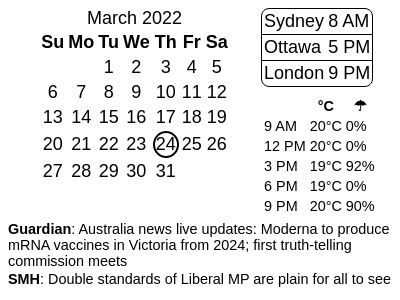 March 2022
Su Mo Tu We Th Fr Sa
1 2 3 4 5
6 7 8 9 10 11 12
13 14 15 16 17 18 19
20 21 22 23 24 25 26
27 28 29 30 31
Sydney 8 AM
Ottawa 5 PM
London 9 PM
°C ☂
9 AM 20°C 0%
12 PM 20°C 0%
3 PM 19°C 92%
6 PM 19°C 0%
9 PM 20°C 90%
Guardian: Australia news live updates: Moderna to produce
mRNA vaccines in Victoria from 2024; first truth-telling
commission meets
SMH: Double standards of Liberal MP are plain for all to see